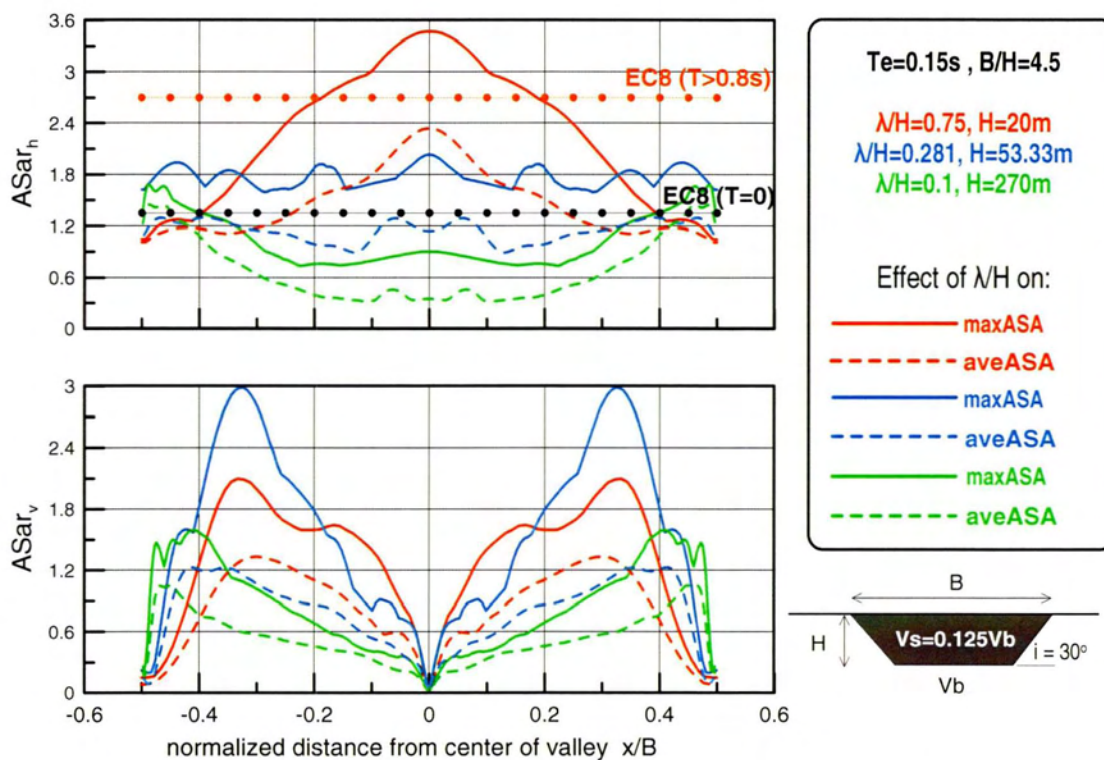 3.6
3
2.4
1.8
1.2
0.6
0
ASar_h
EC8 (T>0.8s)
EC8 (T=0)
3
2.4
1.8
1.2
0.6
0
ASar_v
-0.6 -0.4 -0.2 0 0.2 0.4 0.6
normalized distance from center of valley x/B
Te=0.15s , B/H=4.5
λ/H=0.75, H=20m
λ/H=0.281, H=53.33m
λ/H=0.1, H=270m
Effect of λ/H on:
maxASA
aveASA
maxASA
aveASA
maxASA
aveASA
B
H
Vs=0.125Vb
i = 30°
Vb